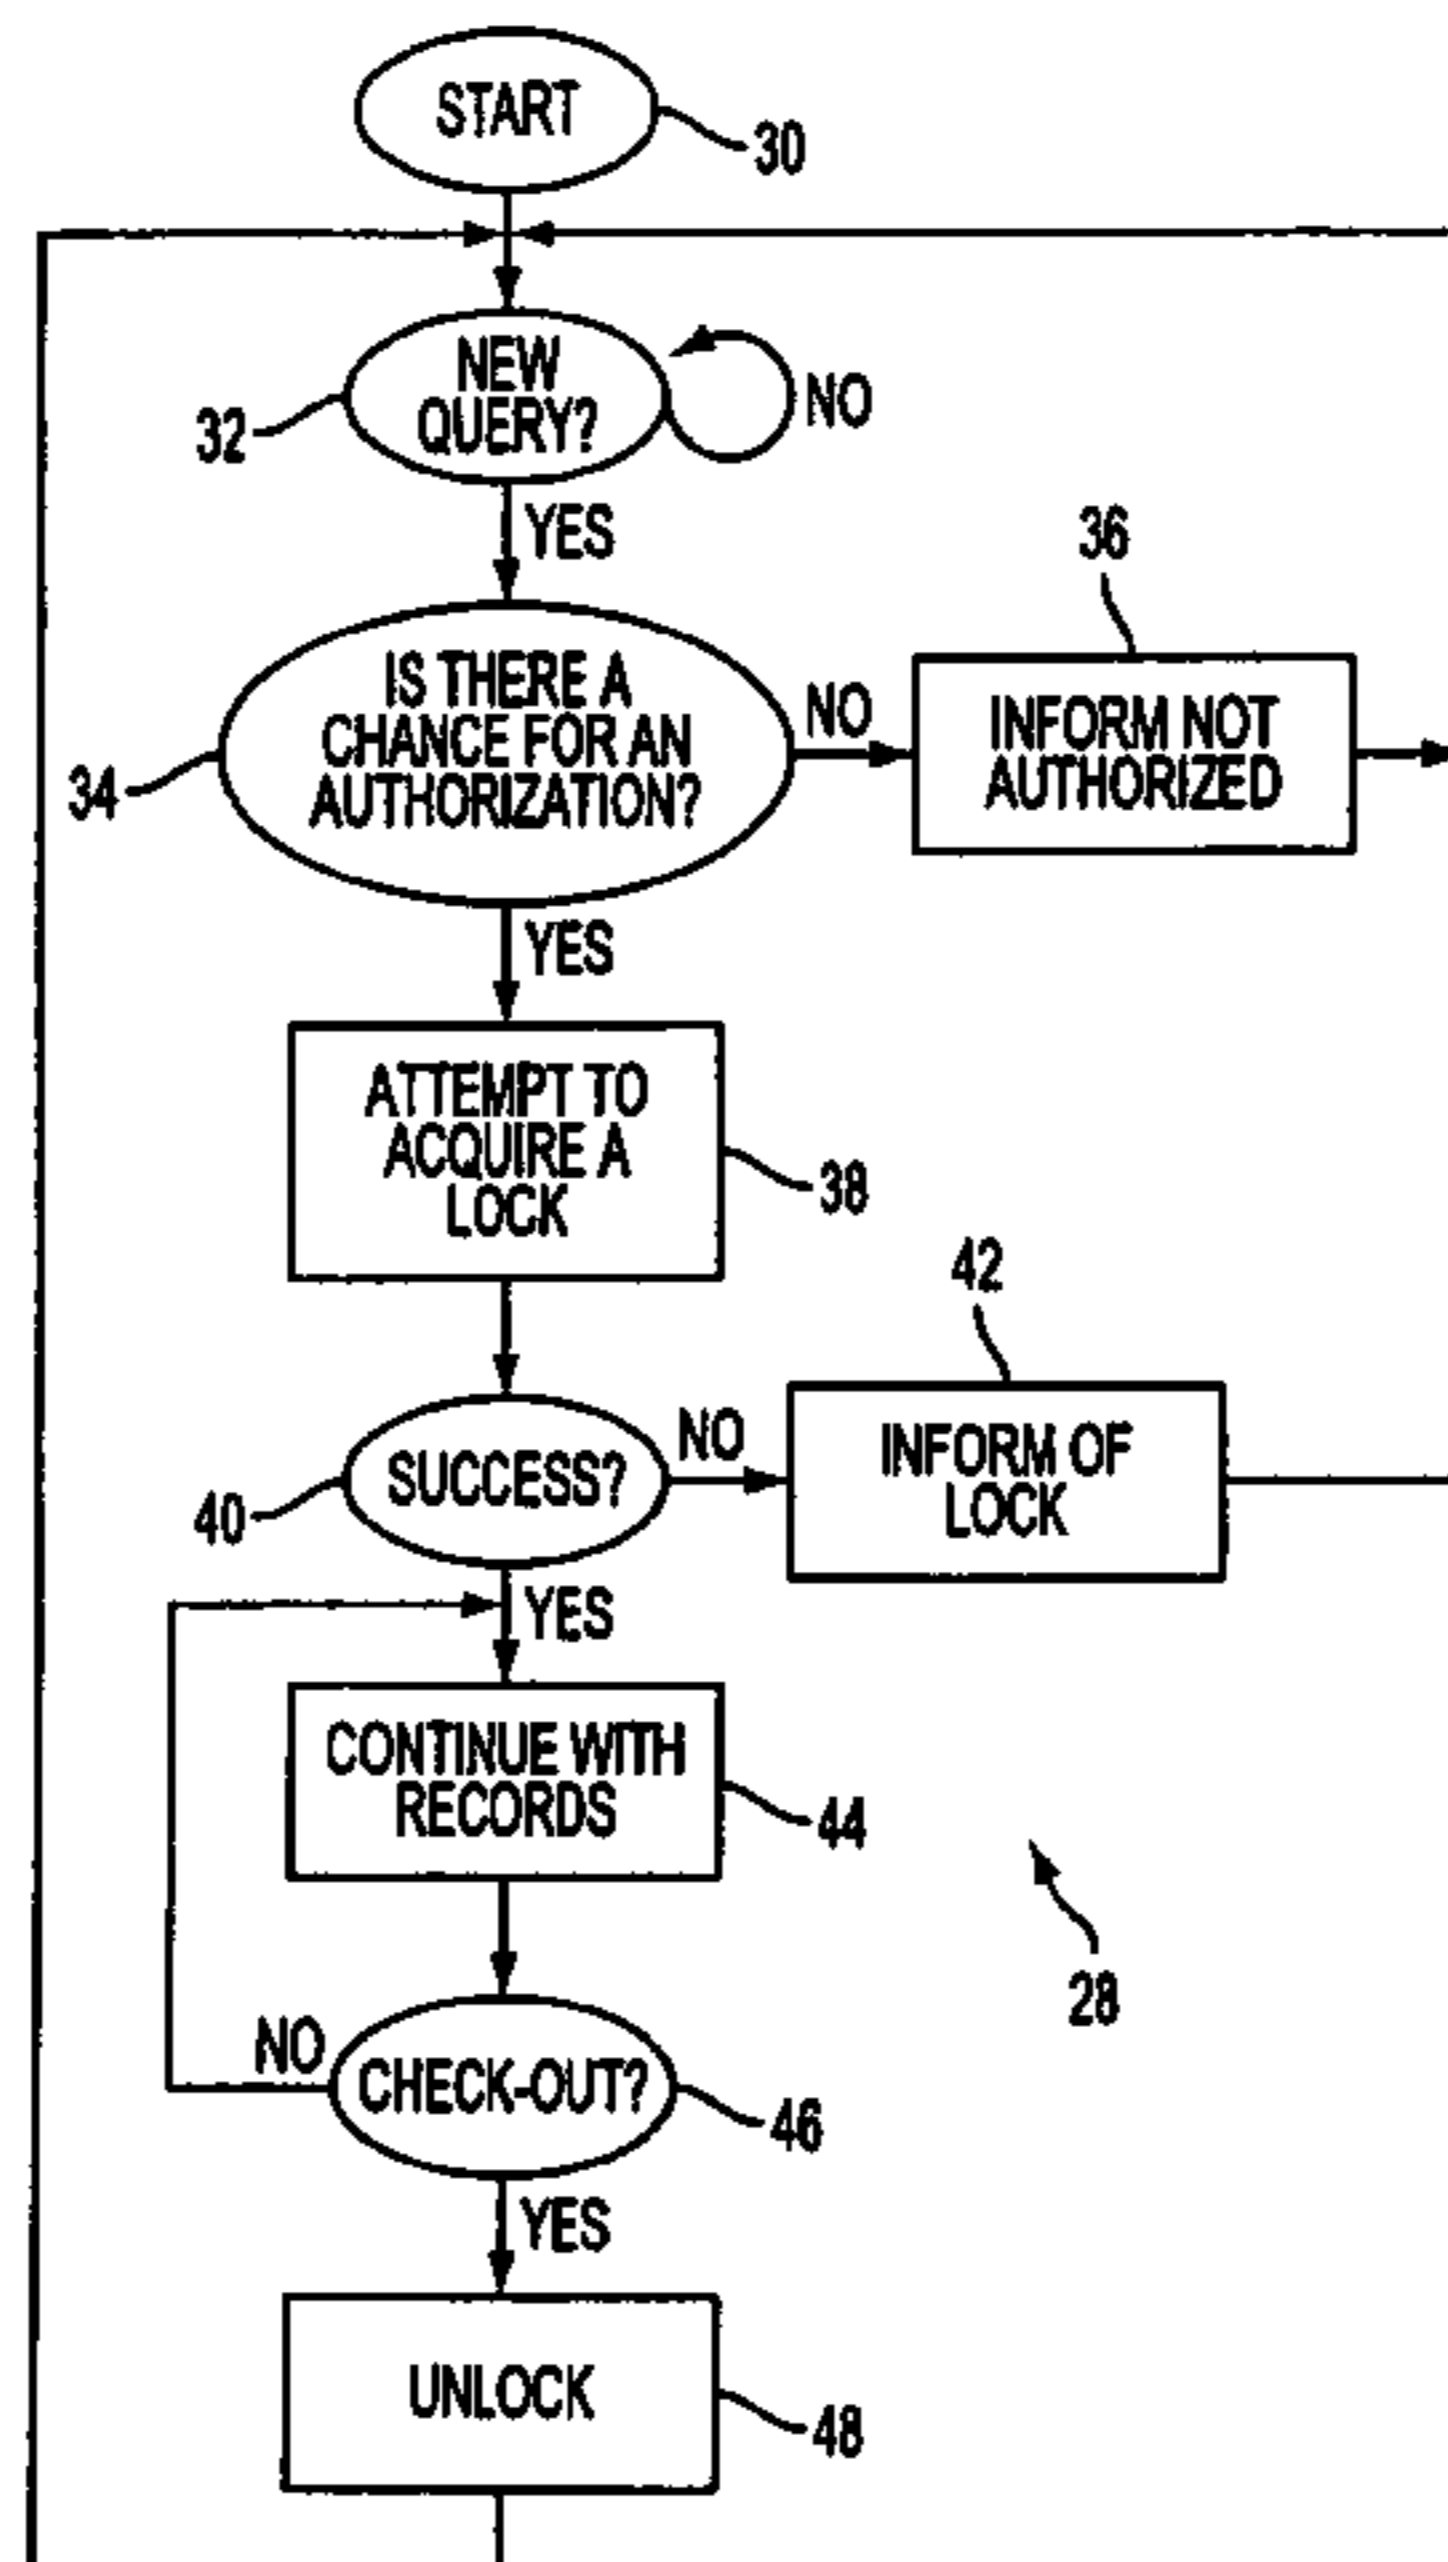 START
30
NEW
QUERY?
NO
32
YES
36
IS THERE A
CHANCE FOR AN
AUTHORIZATION?
NO
INFORM NOT
AUTHORIZED
34
YES
ATTEMPT TO
ACQUIRE A
LOCK
38
42
SUCCESS?
NO
INFORM OF
LOCK
40
YES
CONTINUE WITH
RECORDS
44
28
NO
CHECK-OUT?
46
YES
UNLOCK
48